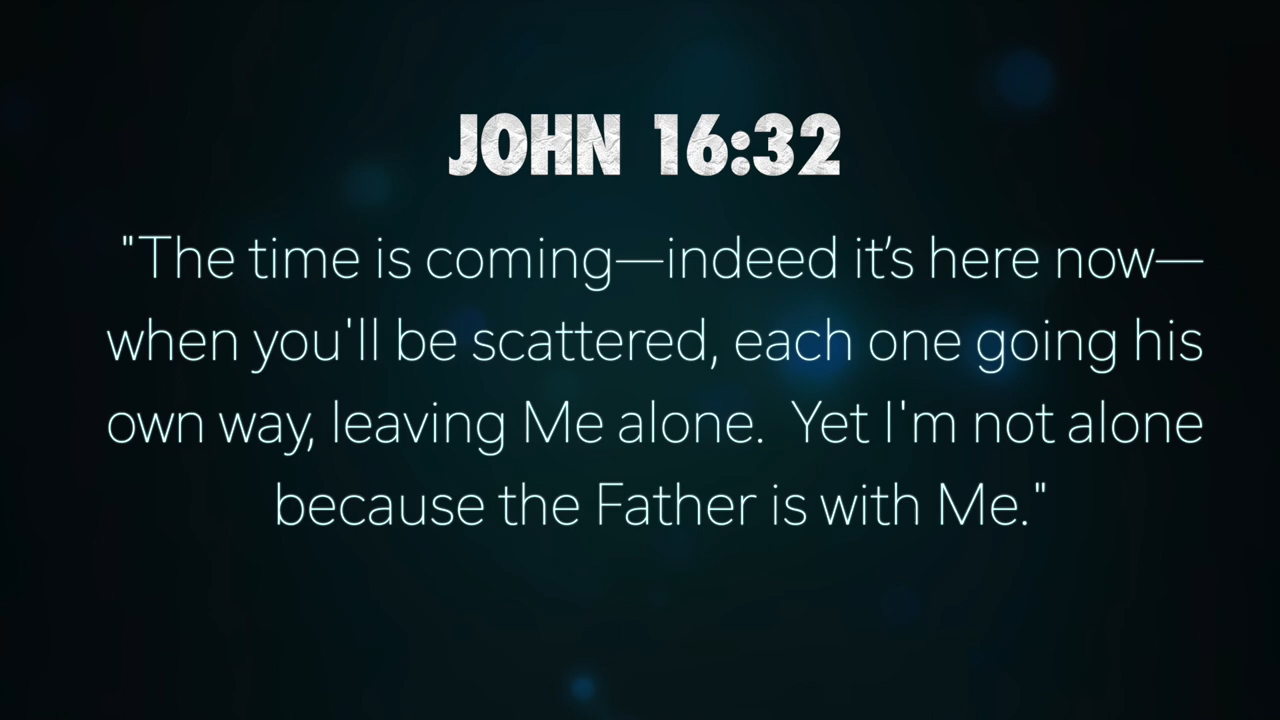 JOHN 16:32
"The time is coming—indeed it’s here now—
when you'll be scattered, each one going his
own way, leaving Me alone.  Yet I'm not alone
because the Father is with Me."